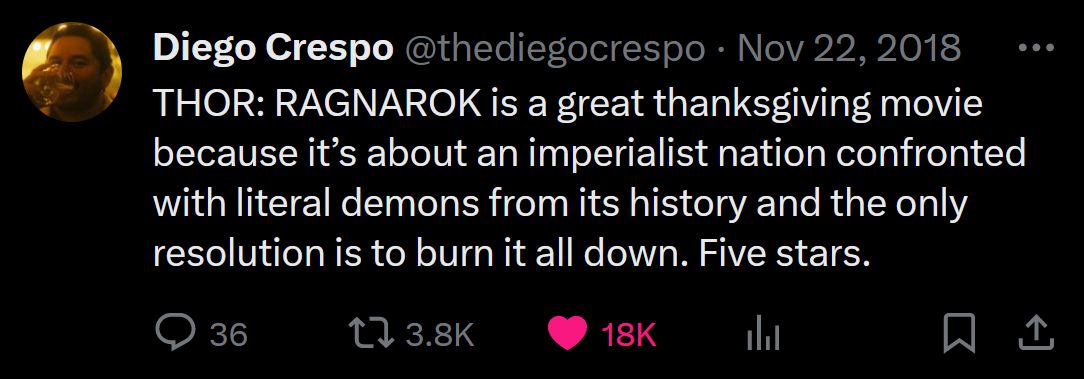 Diego Crespo @thediegocrespo · Nov 22, 2018
THOR: RAGNAROK is a great thanksgiving movie
because it’s about an imperialist nation confronted
with literal demons from its history and the only
resolution is to burn it all down. Five stars.
36 3.8K 18K